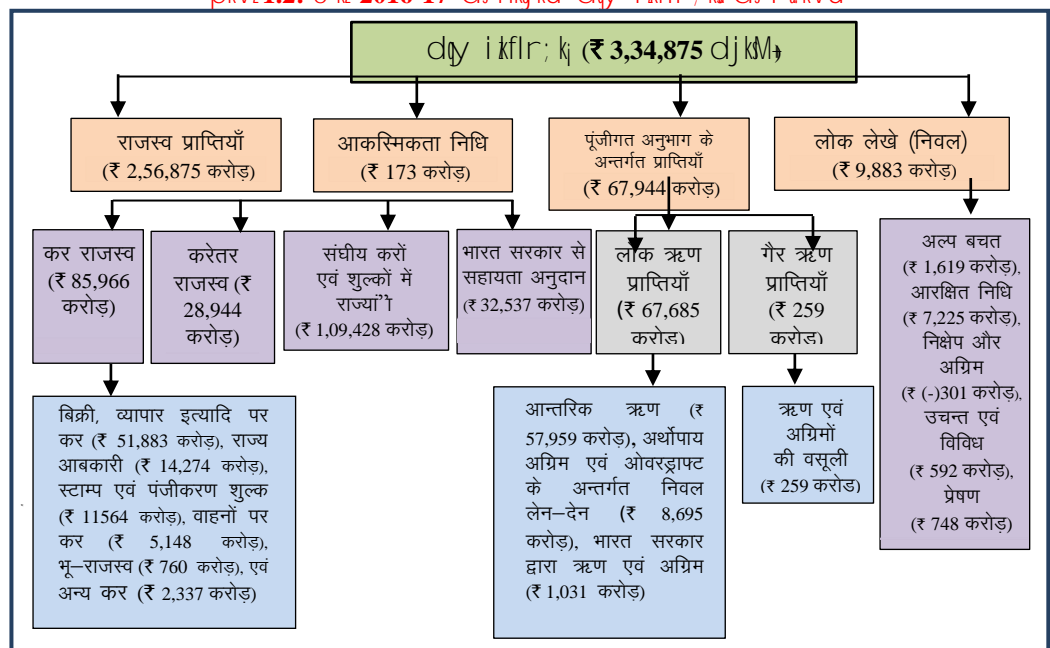 dqy izkfIr;kj (₹ 3,34,875 djksM+)
राजस्व प्राप्तियाँ
(₹ 2,56,875 करोड़)
आकस्मिकता निधि
(₹ 173 करोड़)
पूंजीगत अनुभाग के
अन्तर्गत प्राप्तियाँ
(₹ 67,944 करोड़)
लोक लेखे (निवल)
(₹ 9,883 करोड़)
कर राजस्व
(₹ 85,966
करोड़)
करेतर
राजस्व (₹
28,944
करोड़)
संघीय करों
एवं शुल्कों में
(₹ 1,09,428 करोड़)
भारत सरकार से
सहायता अनुदान
(₹ 32,537 करोड़)
लोक ऋण
प्राप्तियाँ
(₹ 67,685
करोड़)
गैर ऋण
प्राप्तियाँ
(₹ 259
करोड़)
अल्प बचत
(₹ 1,619 करोड़),
आरक्षित निधि
(₹ 7,225 करोड़),
निक्षेप और
अग्रिम
(₹ (-)301 करोड़),
उचन्त एवं
विविध
(₹ 592 करोड़),
प्रेषण
(₹ 748 करोड़)
बिक्री, व्यापार इत्यादि पर
कर (₹ 51,883 करोड़), राज्य
आबकारी (₹ 14,274 करोड़),
स्टाम्प एवं पंजीकरण शुल्क
(₹ 11564 करोड़), वाहनों पर
कर (₹ 5,148 करोड़),
भू–राजस्व (₹ 760 करोड़), एवं
अन्य कर (₹ 2,337 करोड़)
आन्तरिक ऋण (₹
57,959 करोड़), अर्थोपाय
अग्रिम एवं ओवरड्राफ्ट
के अन्तर्गत निवल
लेन–देन (₹ 8,695
करोड़), भारत सरकार
द्वारा ऋण एवं अग्रिम
(₹ 1,031 करोड़)
ऋण एवं
अग्रिमों
की वसूली
(₹ 259 करोड)